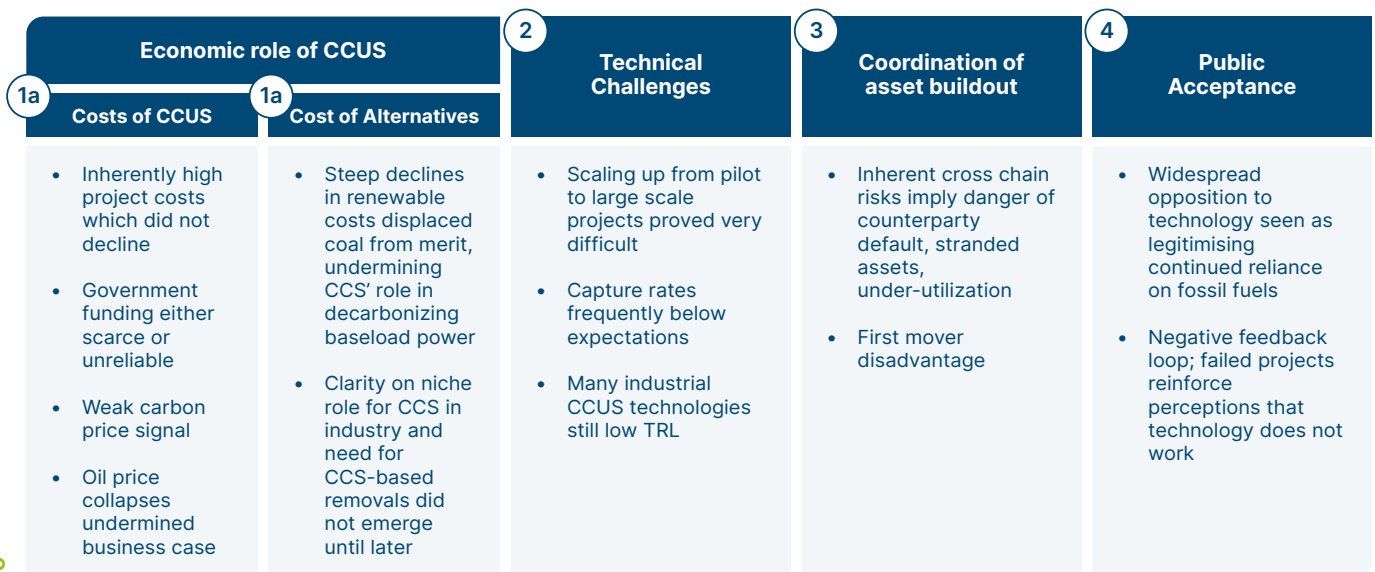 Economic role of CCUS
1a
Costs of CCUS
• Inherently high
project costs
which did not
decline
• Government
funding either
scarce or
unreliable
• Weak carbon
price signal
• Oil price
collapses
undermined
business case
1a
Cost of Alternatives
• Steep declines
in renewable
costs displaced
coal from merit,
undermining
CCS’ role in
decarbonizing
baseload power
• Clarity on niche
role for CCS in
industry and
need for
CCS-based
removals did
not emerge
until later
2
Technical
Challenges
• Scaling up from pilot
to large scale
projects proved very
difficult
• Capture rates
frequently below
expectations
• Many industrial
CCUS technologies
still low TRL
3
Coordination of
asset buildout
• Inherent cross chain
risks imply danger of
counterparty
default, stranded
assets,
under-utilization
• First mover
disadvantage
4
Public
Acceptance
• Widespread
opposition to
technology seen as
legitimising
continued reliance
on fossil fuels
• Negative feedback
loop; failed projects
reinforce
perceptions that
technology does not
work